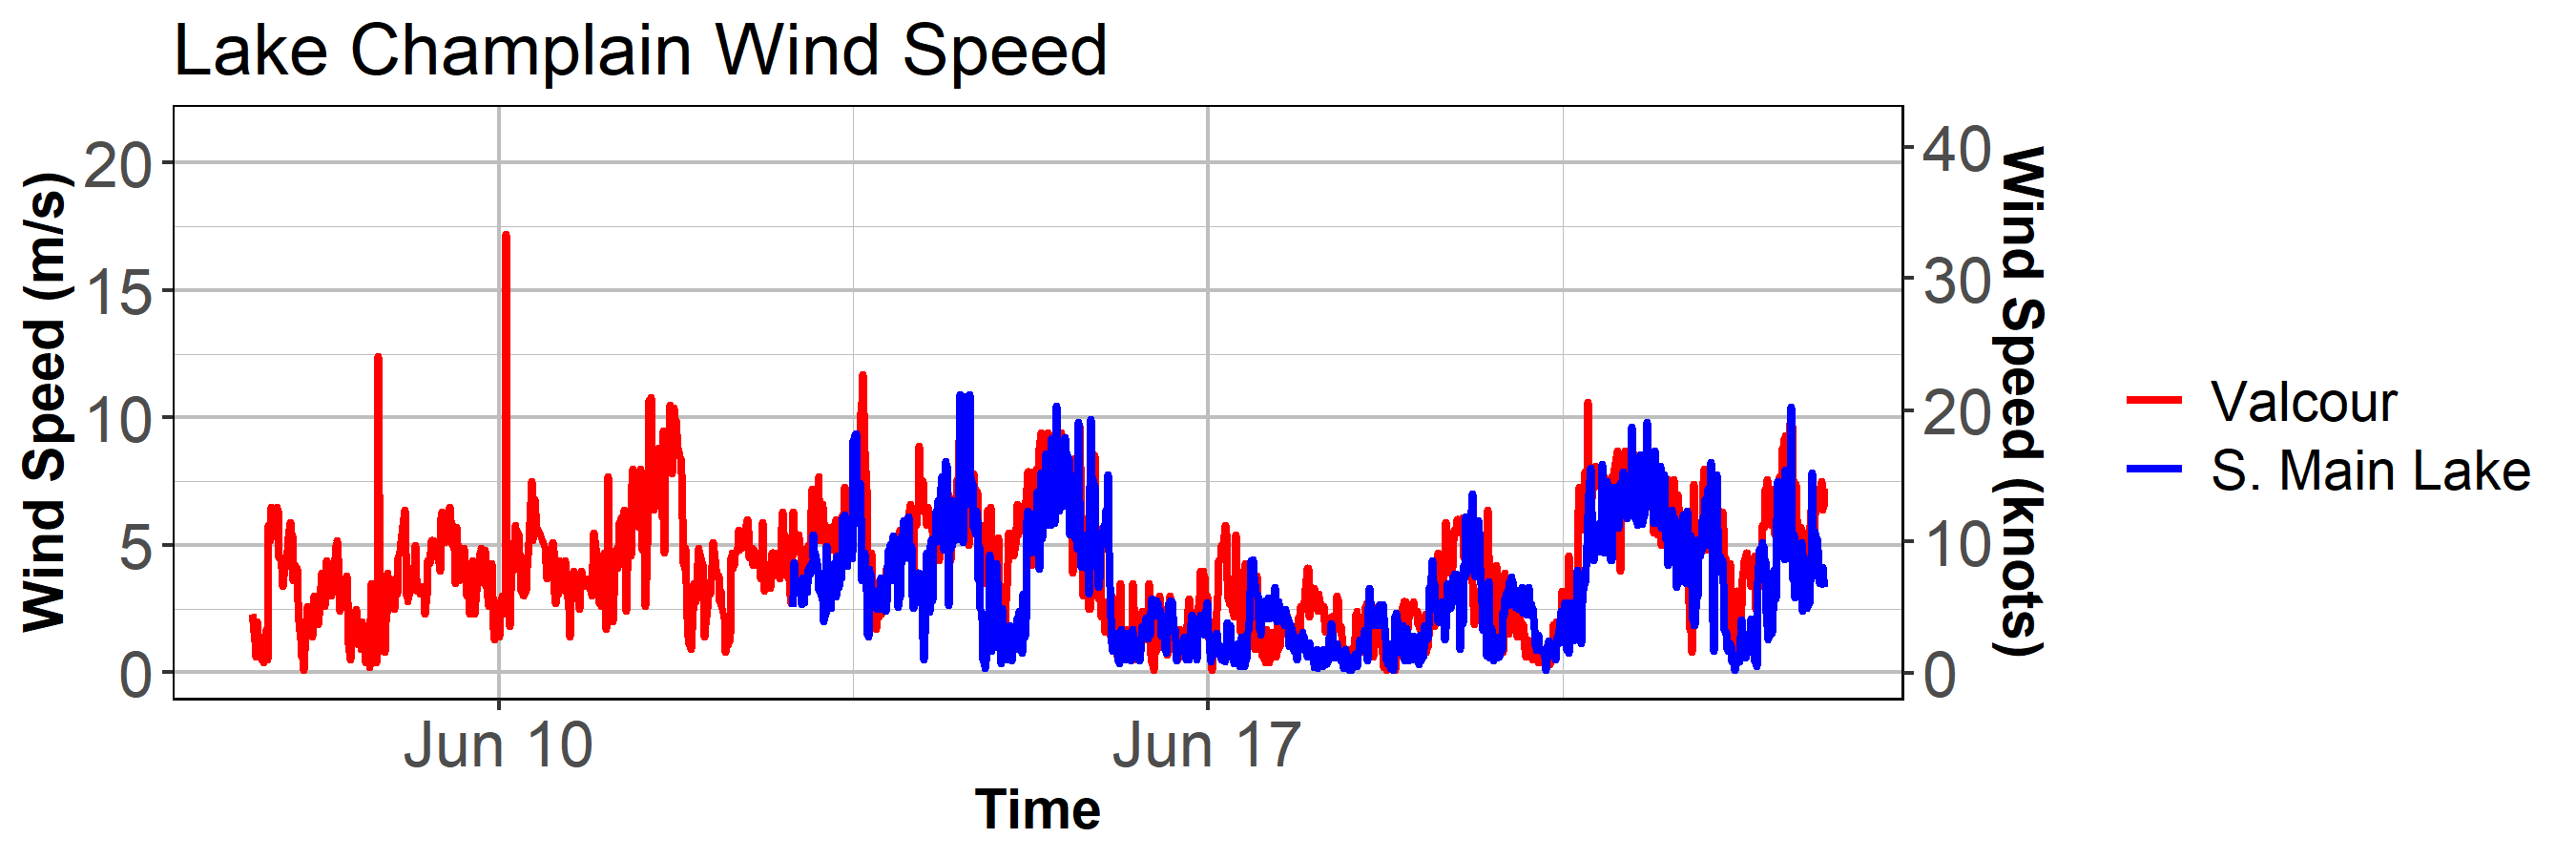 Lake Champlain Wind Speed
Wind Speed (m/s)
20
15
10
5
0
40
30
20
10
0
Wind Speed (knots)
Jun 10
Jun 17
Time
Valcour
S. Main Lake